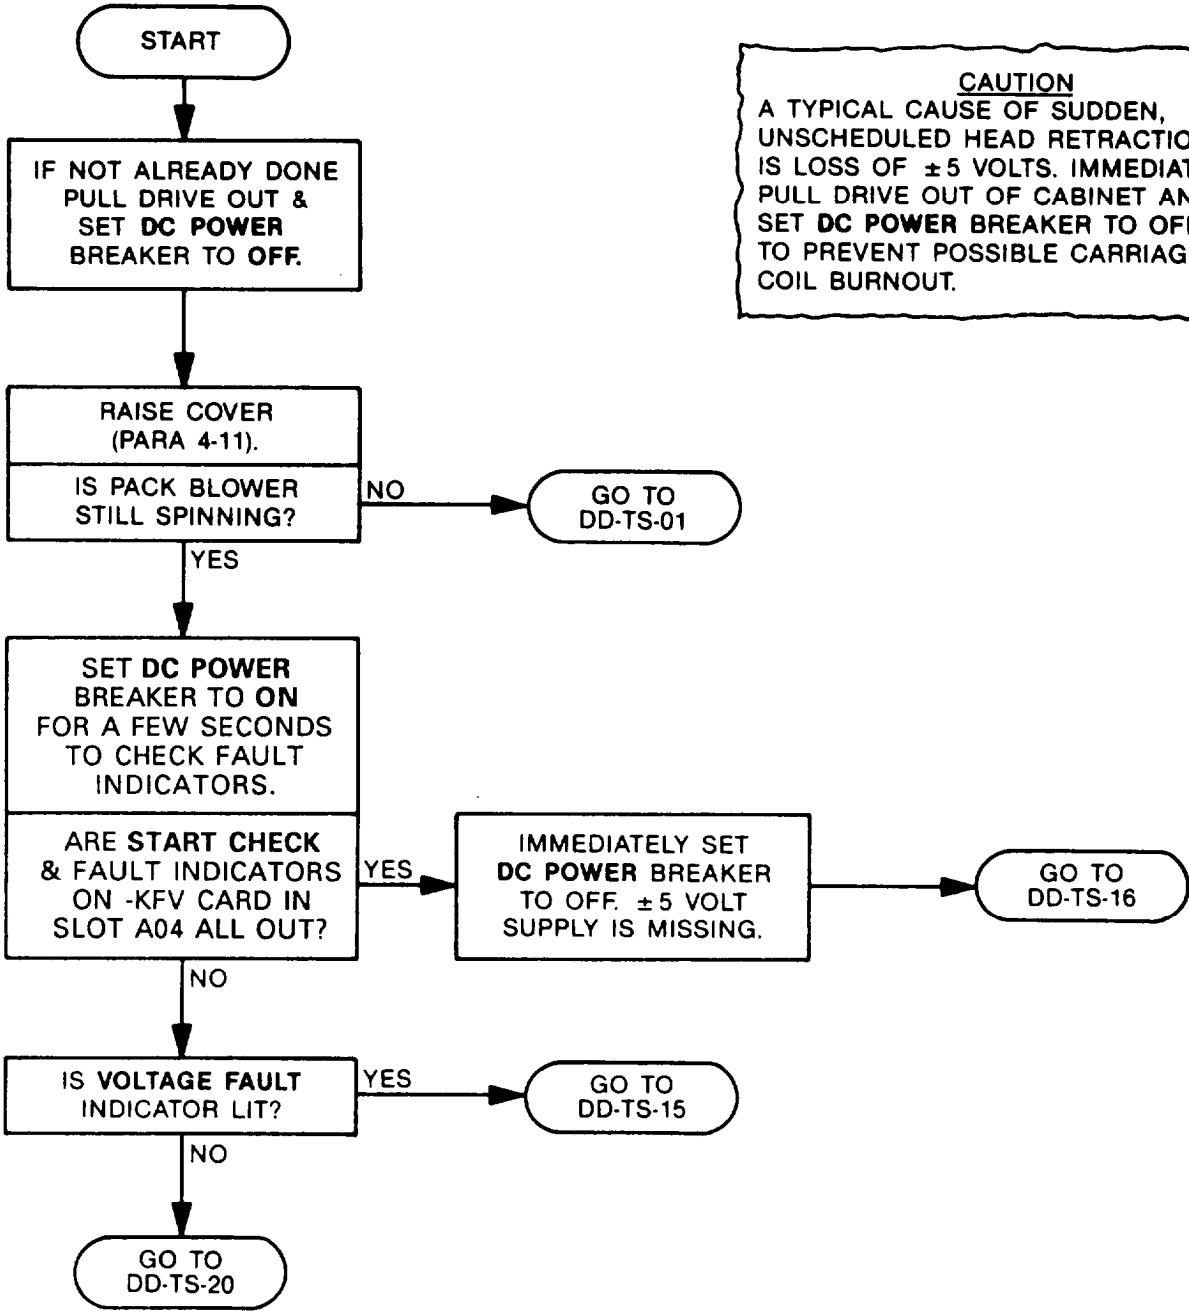 START
CAUTION
A TYPICAL CAUSE OF SUDDEN,
UNSCHEDULED HEAD RETRACTIO
IS LOSS OF ±5 VOLTS. IMMEDIAT
PULL DRIVE OUT OF CABINET AN
SET DC POWER BREAKER TO OF
TO PREVENT POSSIBLE CARRIAG
COIL BURNOUT.
IF NOT ALREADY DONE
PULL DRIVE OUT &
SET DC POWER
BREAKER TO OFF.
RAISE COVER
(PARA 4-11).
IS PACK BLOWER
STILL SPINNING?
NO
GO TO
DD-TS-01
YES
SET DC POWER
BREAKER TO ON
FOR A FEW SECONDS
TO CHECK FAULT
INDICATORS.
ARE START CHECK
& FAULT INDICATORS
ON -KFV CARD IN
SLOT A04 ALL OUT?
YES
IMMEDIATELY SET
DC POWER BREAKER
TO OFF. ±5 VOLT
SUPPLY IS MISSING.
GO TO
DD-TS-16
NO
IS VOLTAGE FAULT
INDICATOR LIT?
YES
GO TO
DD-TS-15
NO
GO TO
DD-TS-20